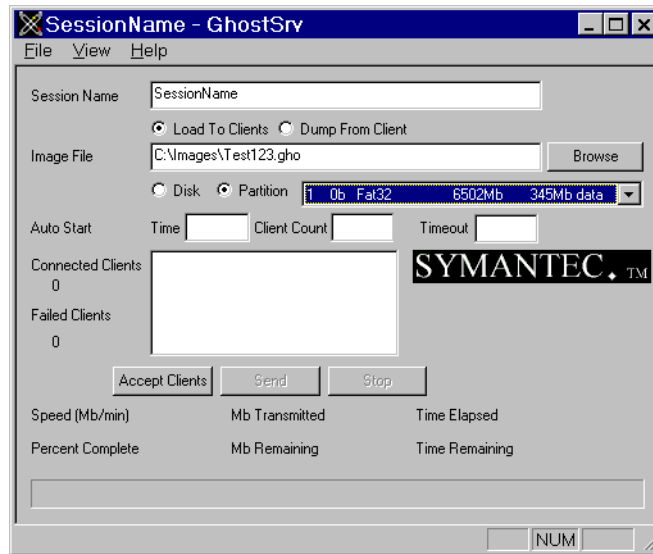 SessionName - GhostSrv
File View Help
Session Name SessionName
Load To Clients Dump From Client
Image File C:\Images\Test123.gho Browse
Disk Partition 1 0b Fat32 6502Mb 345Mb data
Auto Start Time Client Count Timeout
Connected Clients
0
SYMANTEC. TM
Failed Clients
0
Accept Clients Send Stop
Speed (Mb/min) Mb Transmitted Time Elapsed
Percent Complete Mb Remaining Time Remaining
NUM